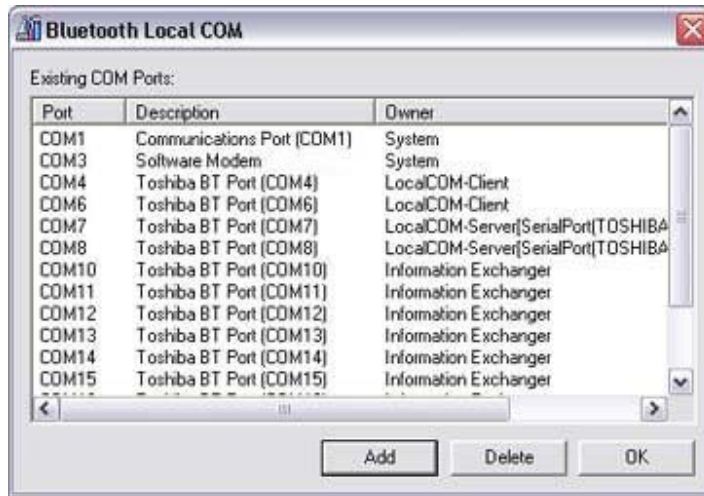 Bluetooth Local COM
Existing COM Ports:
Port Description Owner
COM1 Communications Port (COM1) System
COM3 Software Modem System
COM4 Toshiba BT Port (COM4) LocalCOM-Client
COM6 Toshiba BT Port (COM6) LocalCOM-Client
COM7 Toshiba BT Port (COM7) LocalCOM-Server[SerialPort(TOSHIBA
COM8 Toshiba BT Port (COM8) LocalCOM-Server[SerialPort(TOSHIBA
COM10 Toshiba BT Port (COM10) Information Exchanger
COM11 Toshiba BT Port (COM11) Information Exchanger
COM12 Toshiba BT Port (COM12) Information Exchanger
COM13 Toshiba BT Port (COM13) Information Exchanger
COM14 Toshiba BT Port (COM14) Information Exchanger
COM15 Toshiba BT Port (COM15) Information Exchanger
Add Delete OK